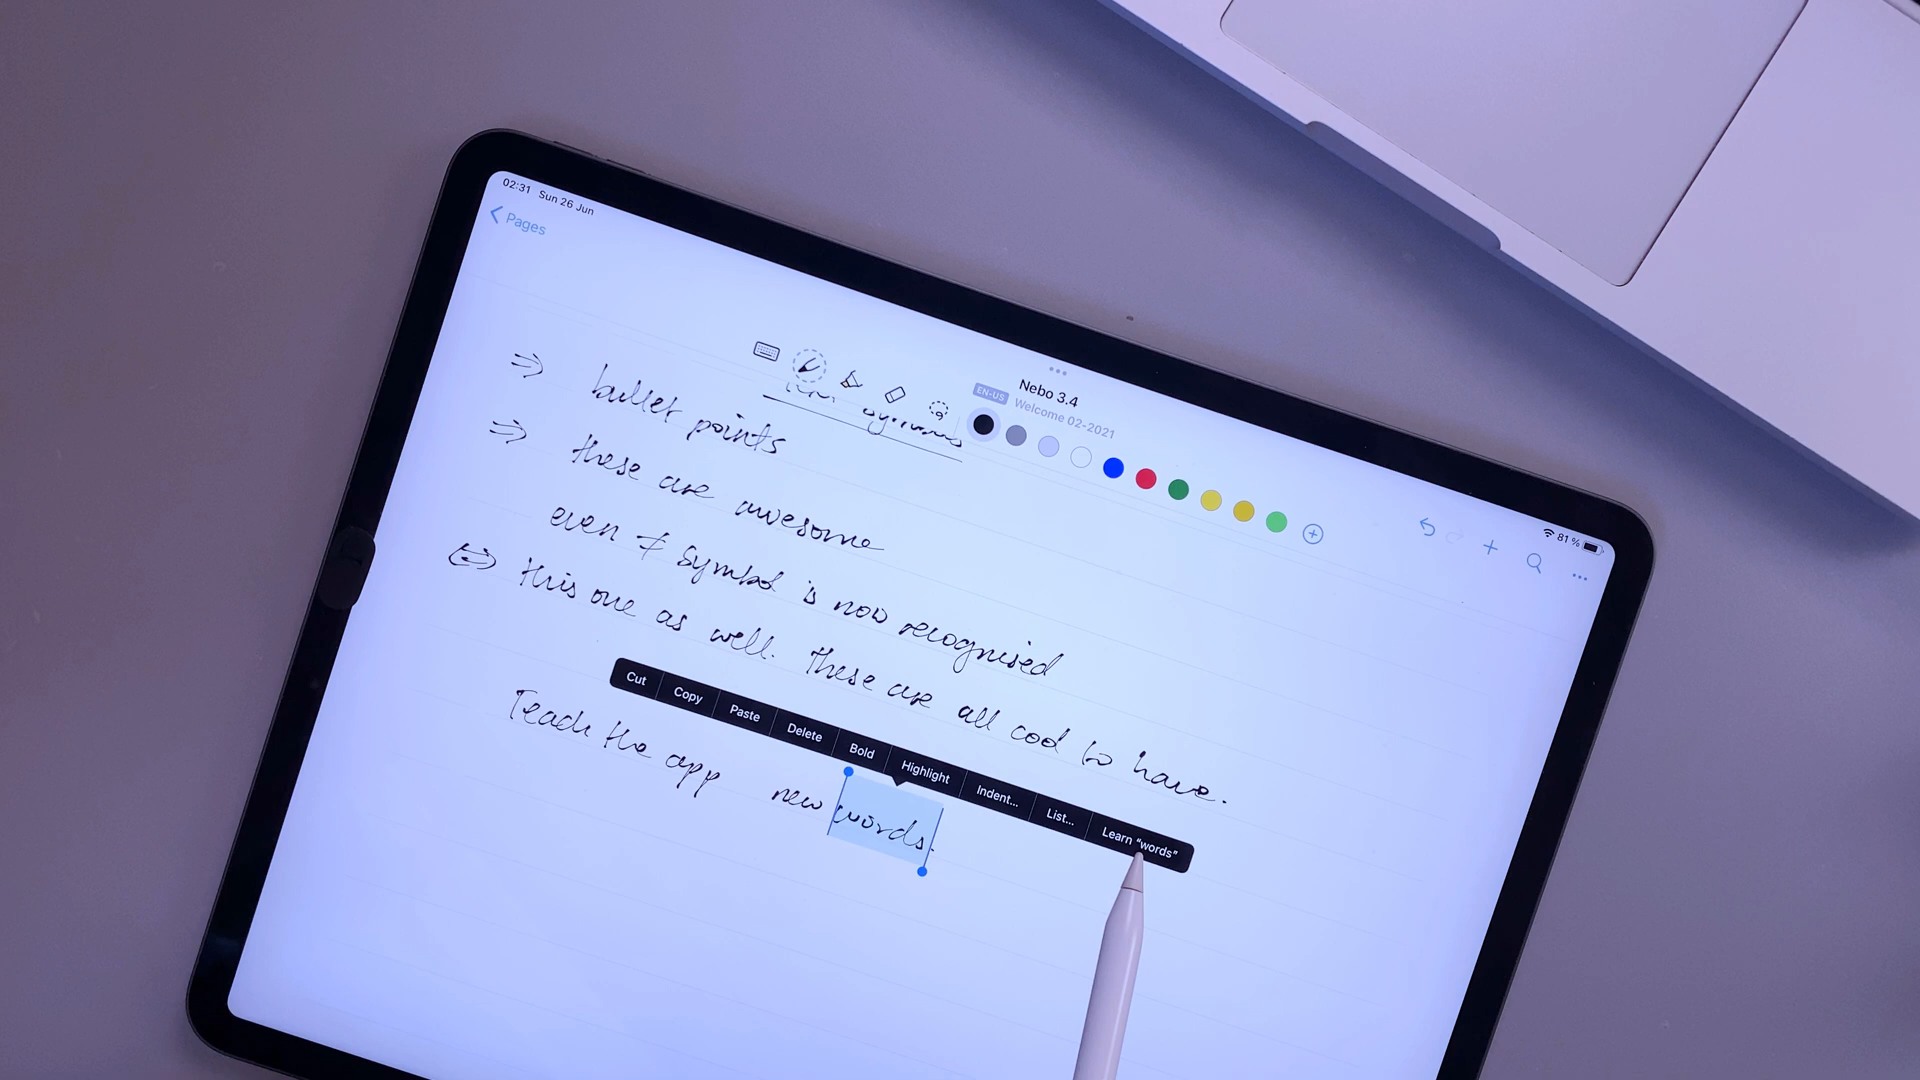 02:31 Sun 26 Jun
Pages
Nebo 3.4
EN-US Welcome 02-2021
81 %
⇒ bullet points
⇒ these are awesome
even ≠ symbol is now recognised
⇔ this one as well. These are all cool to have.
Cut Copy Paste Delete Bold Highlight Indent... List... Learn "words"
Teach the app new words.